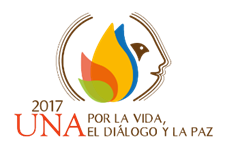 2017
UNA POR LA VIDA,
EL DIÁLOGO Y LA PAZ